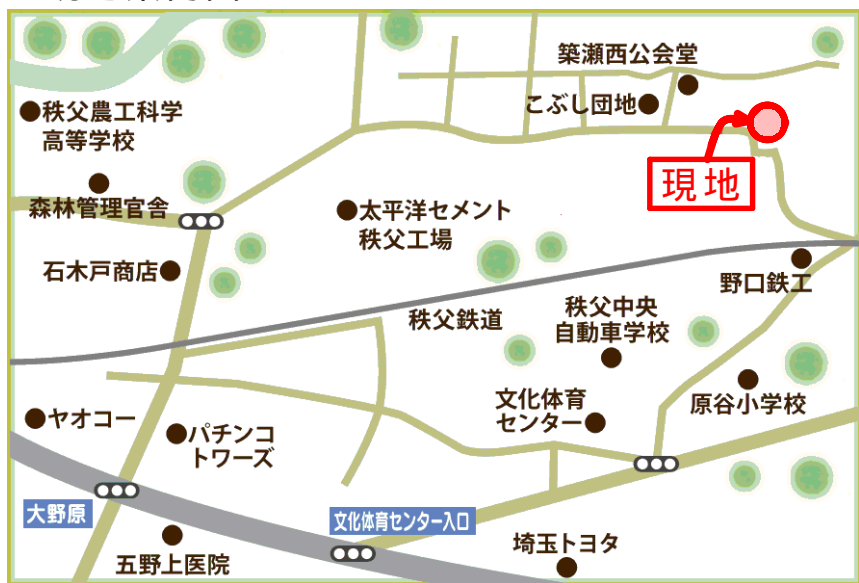 築瀬西公会堂
こぶし団地
秩父農工科学
高等学校
現地
森林管理官舎
太平洋セメント
秩父工場
石木戸商店
野口鉄工
秩父鉄道
秩父中央
自動車学校
文化体育
センター
原谷小学校
ヤオコー
パチンコ
トワーズ
大野原
文化体育センター入口
五野上医院
埼玉トヨタ